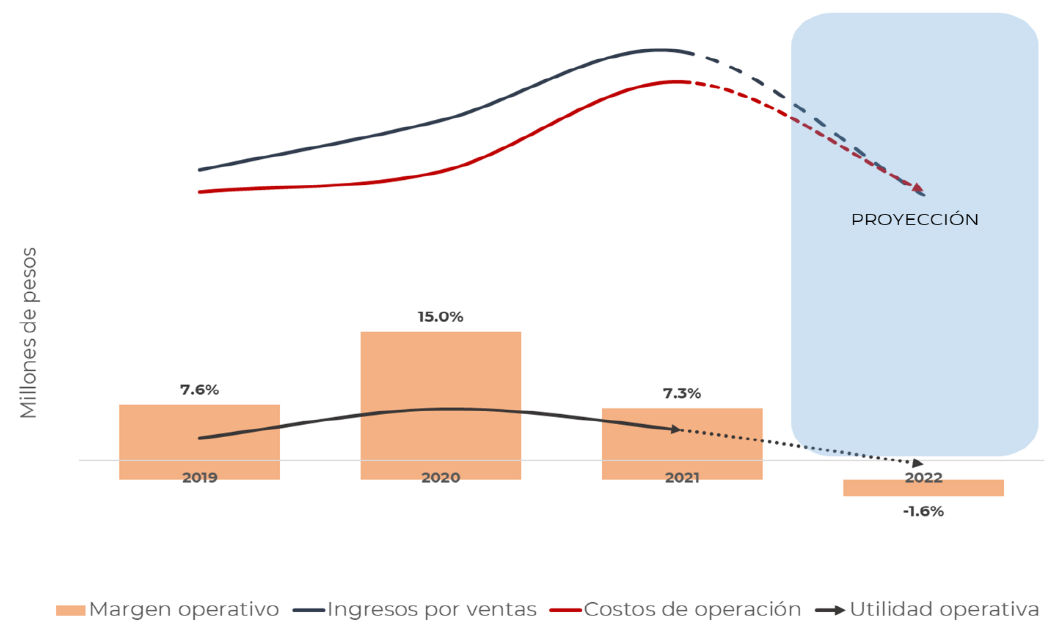 PROYECCIÓN
Millones de pesos
15.0%
7.6%
7.3%
2019
2020
2021
2022
-1.6%
Margen operativo
Ingresos por ventas
Costos de operación
Utilidad operativa